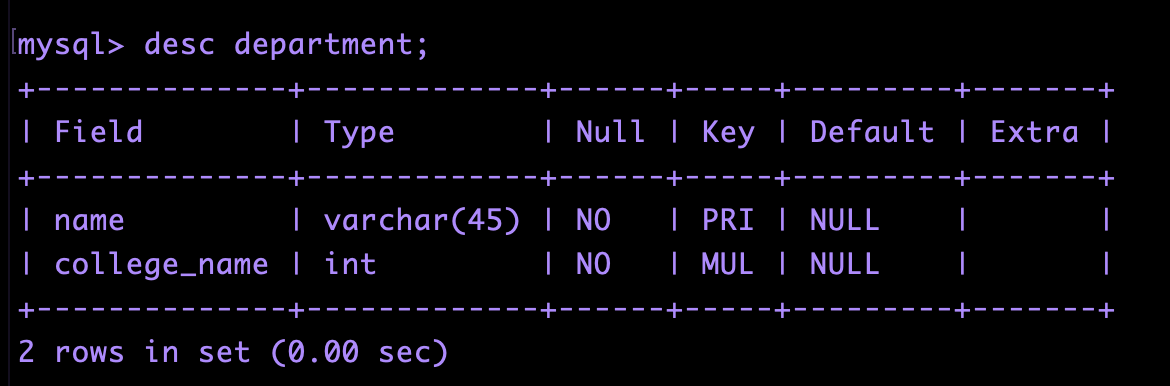 mysql> desc department;
+--------------+-------------+------+-----+---------+-------+
| Field        | Type        | Null | Key | Default | Extra |
+--------------+-------------+------+-----+---------+-------+
| name         | varchar(45) | NO   | PRI | NULL    |       |
| college_name | int         | NO   | MUL | NULL    |       |
+--------------+-------------+------+-----+---------+-------+
2 rows in set (0.00 sec)